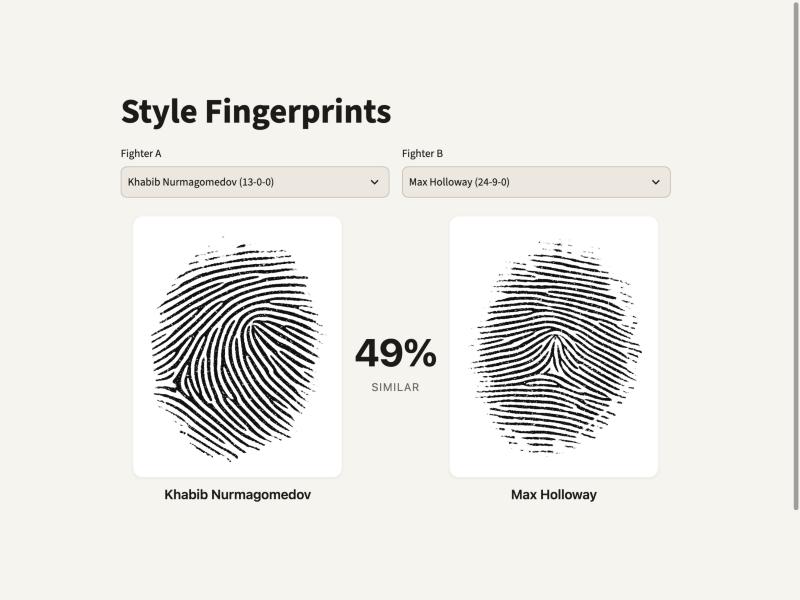 Style Fingerprints
Fighter A
Fighter B
Khabib Nurmagomedov (13-0-0)
Max Holloway (24-9-0)
49%
SIMILAR
Khabib Nurmagomedov
Max Holloway